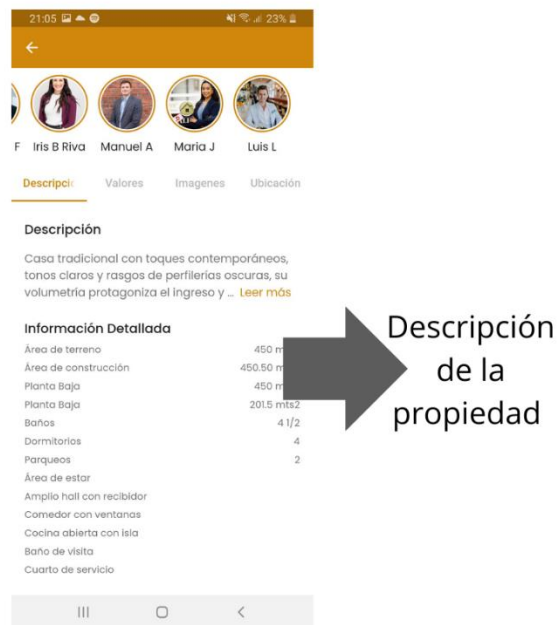 21:05
23%
F Iris B Riva Manuel A Maria J Luis L
Descripció Valores Imagenes Ubicación
Descripción
Casa tradicional con toques contemporáneos,
tonos claros y rasgos de perfilerías oscuras, su
volumetría protagoniza el ingreso y ... Leer más
Información Detallada
Área de terreno 450 m
Área de construcción 450.50 m
Planta Baja 450 m
Planta Baja 201.5 mts2
Baños 4 1/2
Dormitorios 4
Parqueos 2
Área de estar
Amplio hall con recibidor
Comedor con ventanas
Cocina abierta con isla
Baño de visita
Cuarto de servicio
Descripción
de la
propiedad